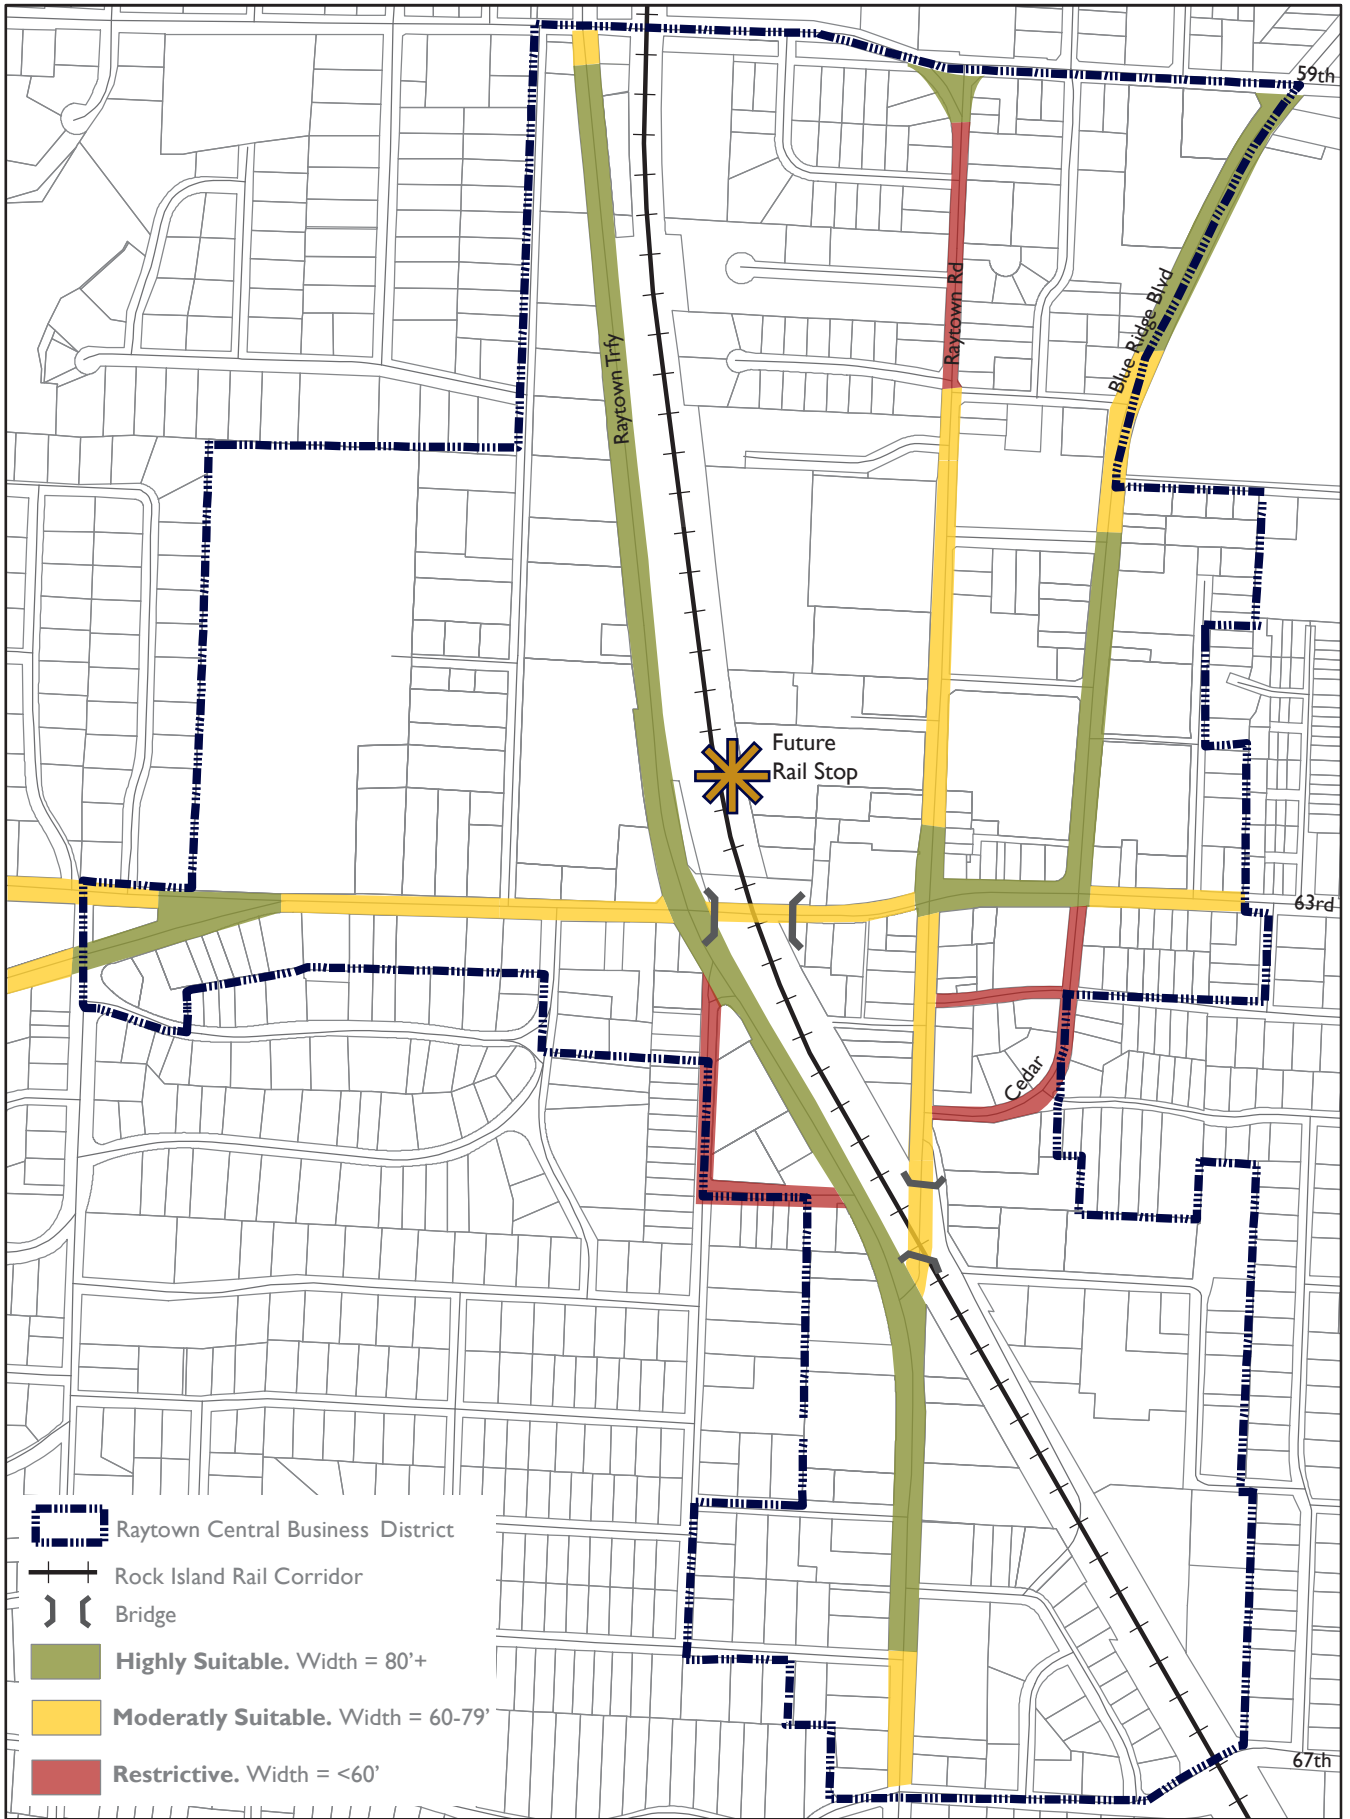 59th
Raytown Rd
Blue Ridge Blvd
Raytown Trfy
Future
Rail Stop
63rd
Cedar
Raytown Central Business District
Rock Island Rail Corridor
Bridge
Highly Suitable. Width = 80'+
Moderatly Suitable. Width = 60-79'
Restrictive. Width = <60'
67th